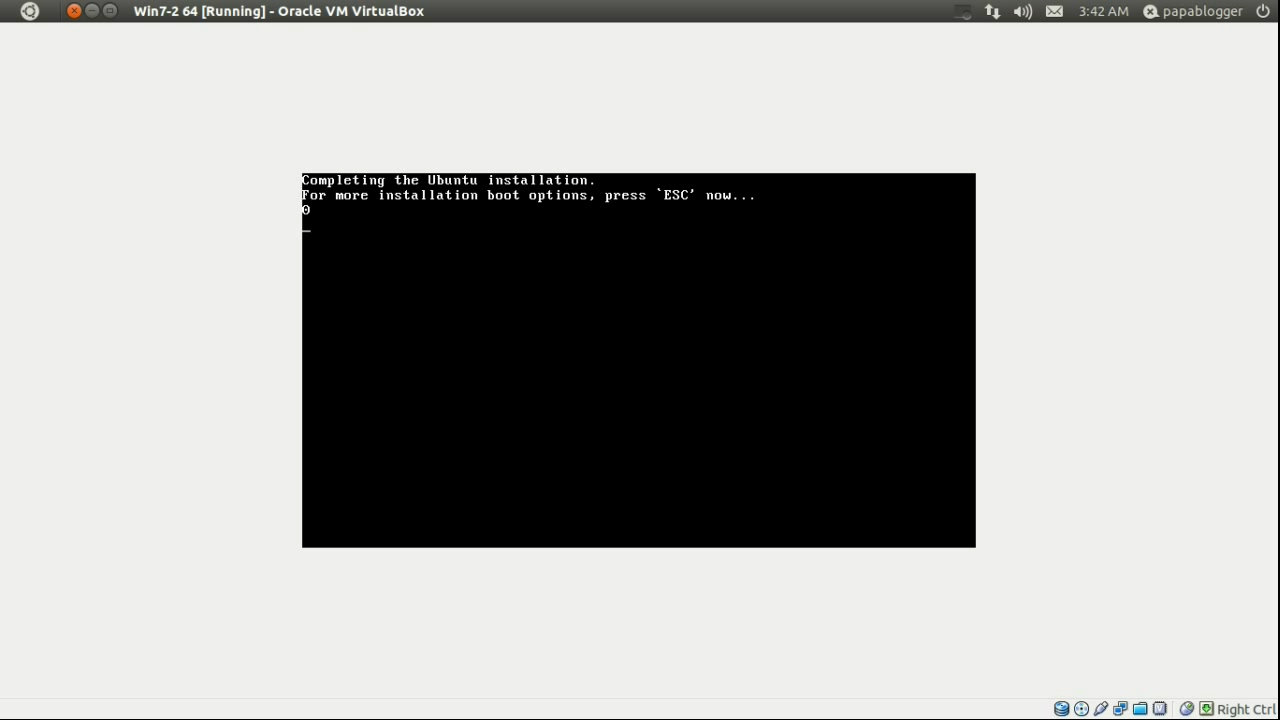 Win7-2 64 [Running] - Oracle VM VirtualBox
3:42 AM
papablogger
Completing the Ubuntu installation.
For more installation boot options, press `ESC' now...
0
Right Ctrl